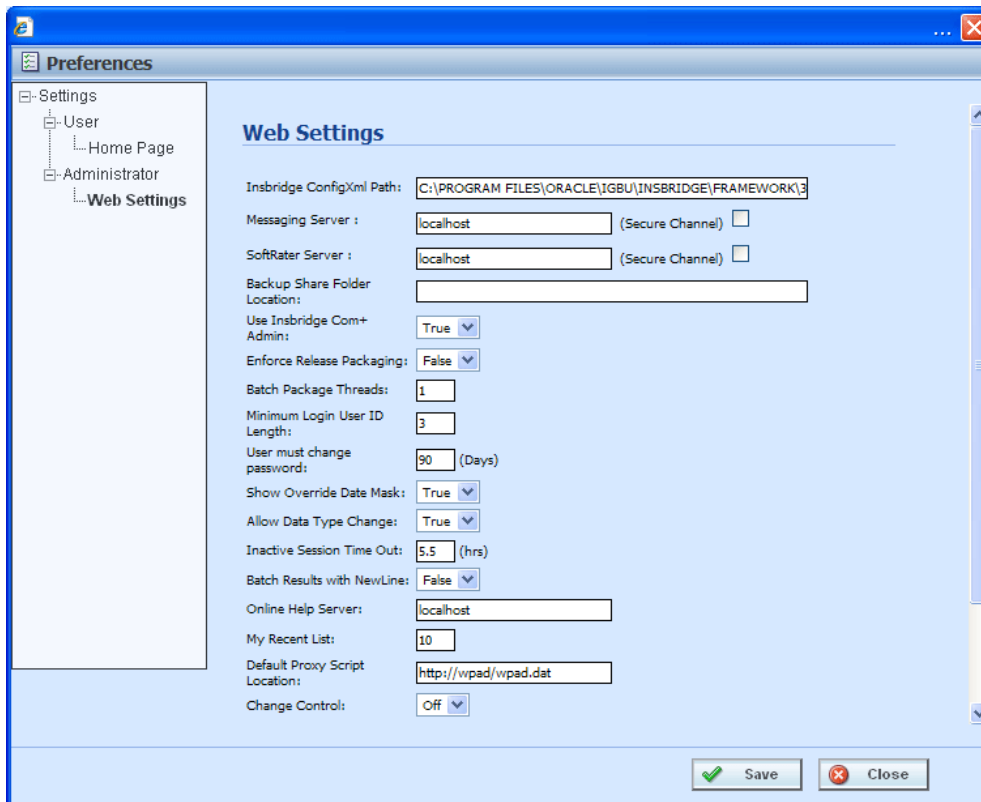 ...
Preferences
Settings
User
Home Page
Administrator
Web Settings
Web Settings
Insbridge ConfigXml Path: C:\PROGRAM FILES\ORACLE\IGBU\INSBRIDGE\FRAMEWORK\3
Messaging Server : localhost (Secure Channel)
SoftRater Server : localhost (Secure Channel)
Backup Share Folder
Location:
Use Insbridge Com+
Admin: True
Enforce Release Packaging: False
Batch Package Threads: 1
Minimum Login User ID
Length: 3
User must change
password: 90 (Days)
Show Override Date Mask: True
Allow Data Type Change: True
Inactive Session Time Out: 5.5 (hrs)
Batch Results with NewLine: False
Online Help Server: localhost
My Recent List: 10
Default Proxy Script
Location: http://wpad/wpad.dat
Change Control: Off
Save Close